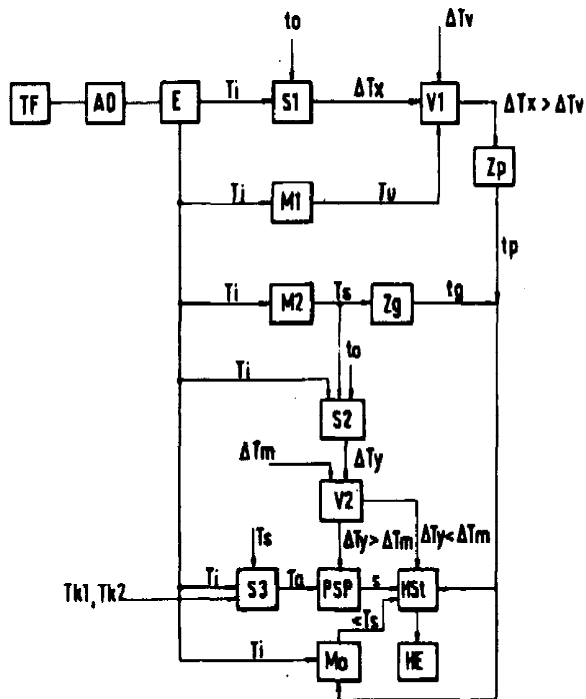 to
ΔTv
TF
AD
E
Ti
S1
ΔTx
V1
ΔTx > ΔTv
Zp
Ti
M1
Tv
tp
Ti
M2
Ts
Zg
tg
Ti
to
S2
ΔTm
ΔTy
V2
ΔTy>ΔTm
ΔTy<ΔTm
Ts
Tk1, Tk2
Ti
S3
Ta
PSP
s
HSt
<Ts
Ti
Mo
HE